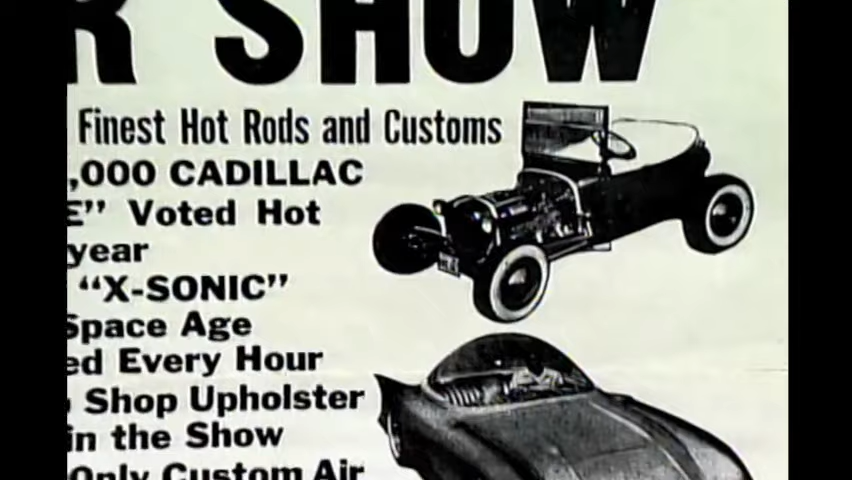 R SHOW
Finest Hot Rods and Customs
,000 CADILLAC
E" Voted Hot
year
"X-SONIC"
Space Age
ed Every Hour
Shop Upholster
in the Show
Only Custom Air